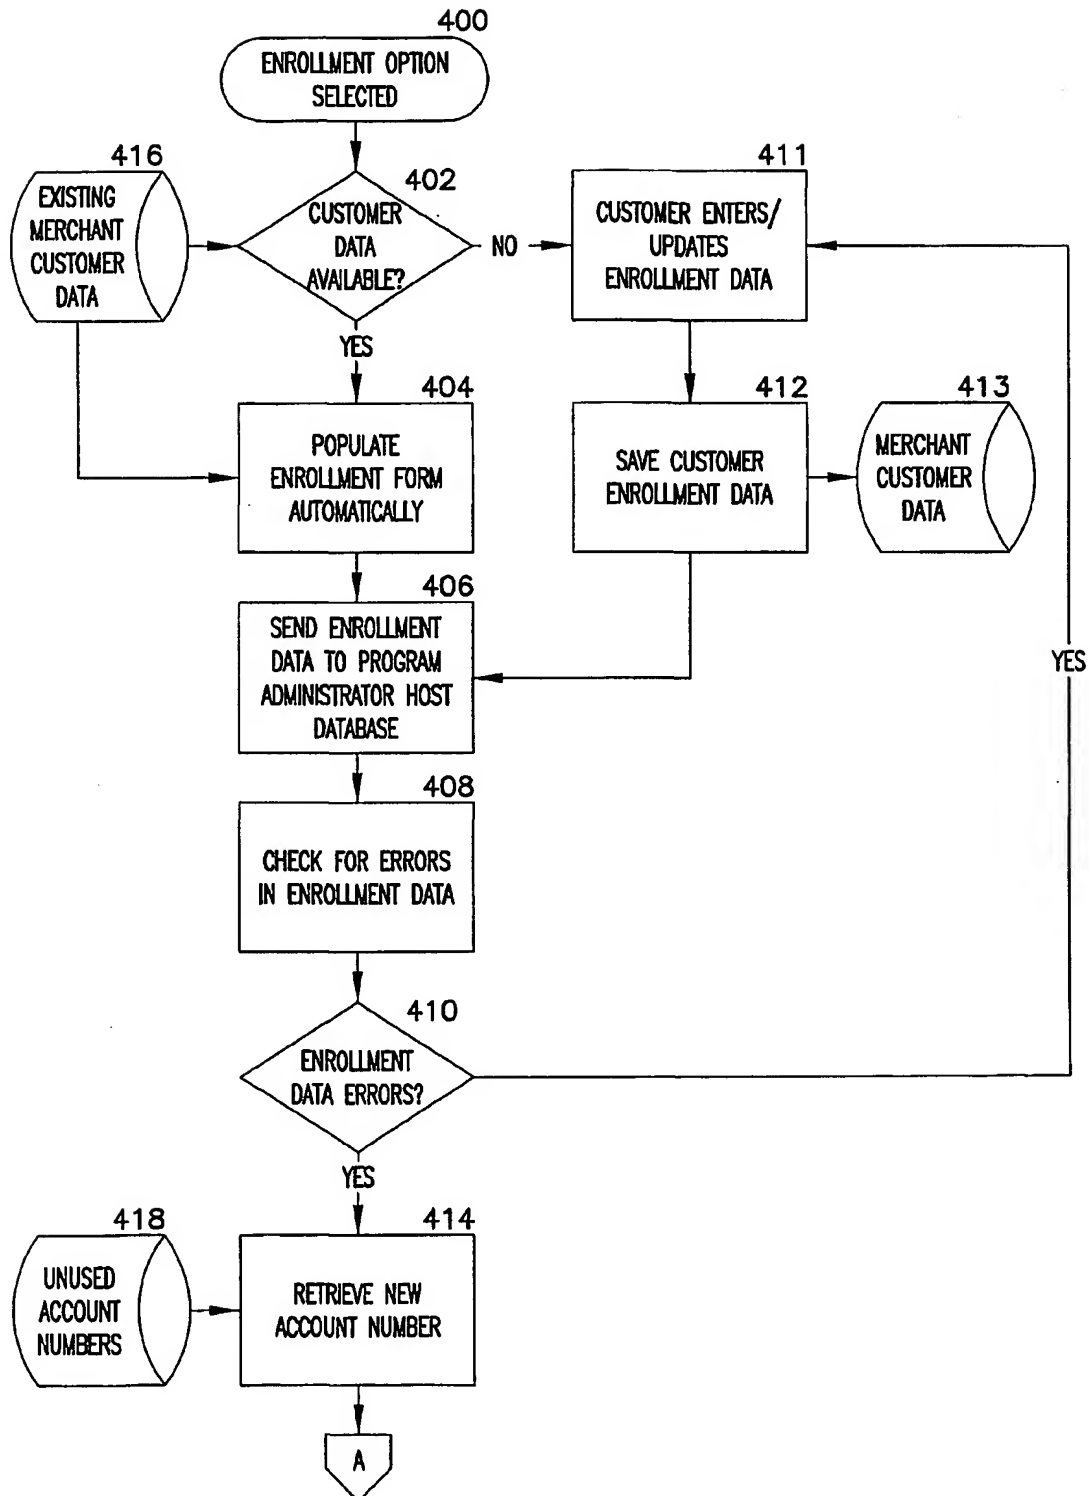 400
ENROLLMENT OPTION
SELECTED
416
EXISTING
MERCHANT
CUSTOMER
DATA
402
CUSTOMER
DATA
AVAILABLE?
NO
411
CUSTOMER ENTERS/
UPDATES
ENROLLMENT DATA
YES
404
POPULATE
ENROLLMENT FORM
AUTOMATICALLY
412
SAVE CUSTOMER
ENROLLMENT DATA
413
MERCHANT
CUSTOMER
DATA
406
SEND ENROLLMENT
DATA TO PROGRAM
ADMINISTRATOR HOST
DATABASE
YES
408
CHECK FOR ERRORS
IN ENROLLMENT DATA
410
ENROLLMENT
DATA ERRORS?
YES
418
UNUSED
ACCOUNT
NUMBERS
414
RETRIEVE NEW
ACCOUNT NUMBER
A